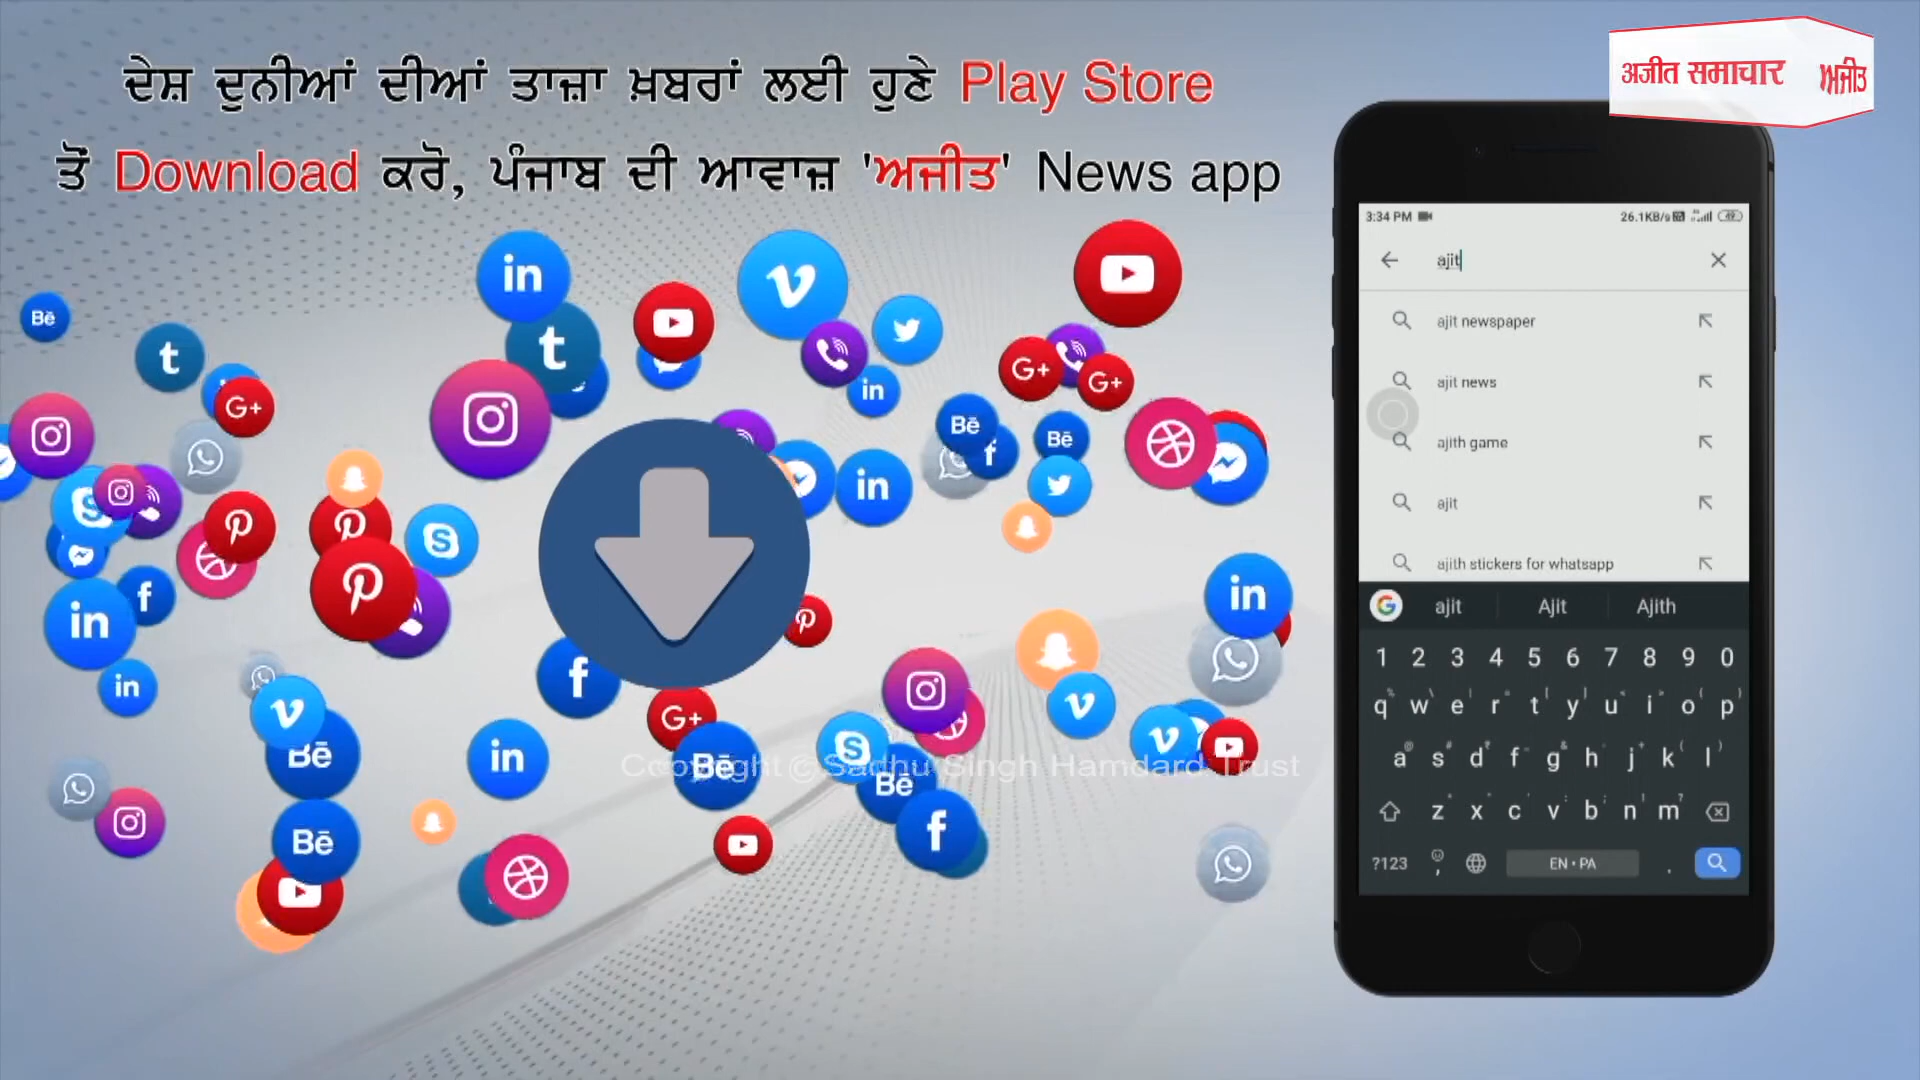 ਦੇਸ਼ ਦੁਨੀਆਂ ਦੀਆਂ ਤਾਜ਼ਾ ਖ਼ਬਰਾਂ ਲਈ ਹੁਣੇ Play Store
ਤੋਂ Download ਕਰੋ, ਪੰਜਾਬ ਦੀ ਆਵਾਜ਼ 'ਅਜੀਤ' News app
अजीत समाचार ਅਜੀਤ
3:34 PM 26.1KB/s 49
ajit
ajit newspaper
ajit news
ajith game
ajit
ajith stickers for whatsapp
ajit Ajit Ajith
1 2 3 4 5 6 7 8 9 0
q w e r t y u i o p
a s d f g h j k l
z x c v b n m
?123 , EN • PA .
Copyright © Sadhu Singh Hamdard Trust